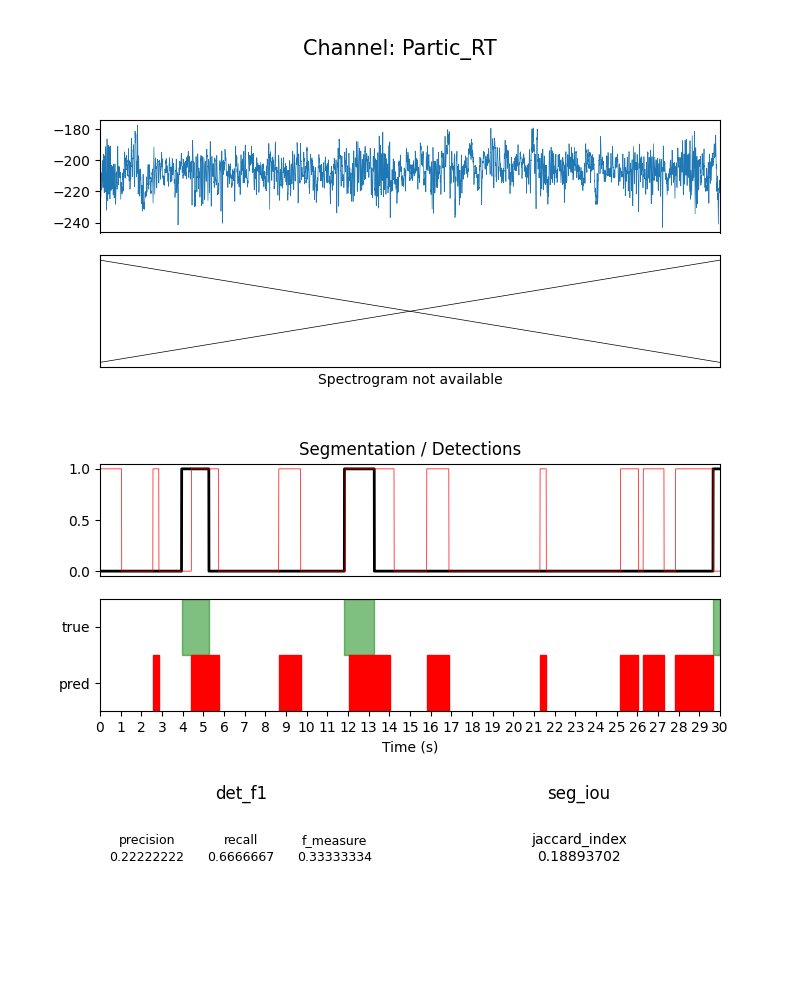 Channel: Partic_RT
−180
−200
−220
−240
Spectrogram not available
Segmentation / Detections
1.0
0.5
0.0
true
pred
0 1 2 3 4 5 6 7 8 9 10 11 12 13 14 15 16 17 18 19 20 21 22 23 24 25 26 27 28 29 30
Time (s)
det_f1 seg_iou
precision recall f_measure jaccard_index
0.22222222 0.6666667 0.33333334 0.18893702